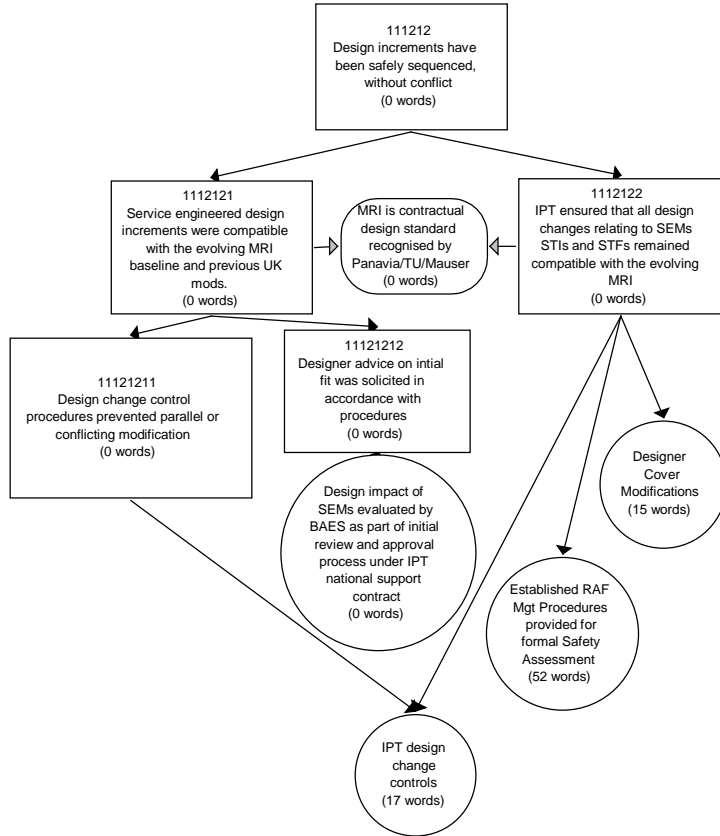 111212
Design increments have
been safely sequenced,
without conflict
(0 words)
1112121
Service engineered design
increments were compatible
with the evolving MRI
baseline and previous UK
mods.
(0 words)
MRI is contractual
design standard
recognised by
Panavia/TU/Mauser
(0 words)
1112122
IPT ensured that all design
changes relating to SEMs
STIs and STFs remained
compatible with the evolving
MRI
(0 words)
11121211
Design change control
procedures prevented parallel or
conflicting modification
(0 words)
11121212
Designer advice on intial
fit was solicited in
accordance with
procedures
(0 words)
Designer
Cover
Modifications
(15 words)
Design impact of
SEMs evaluated by
BAES as part of initial
review and approval
process under IPT
national support
contract
(0 words)
Established RAF
Mgt Procedures
provided for
formal Safety
Assessment
(52 words)
IPT design
change
controls
(17 words)